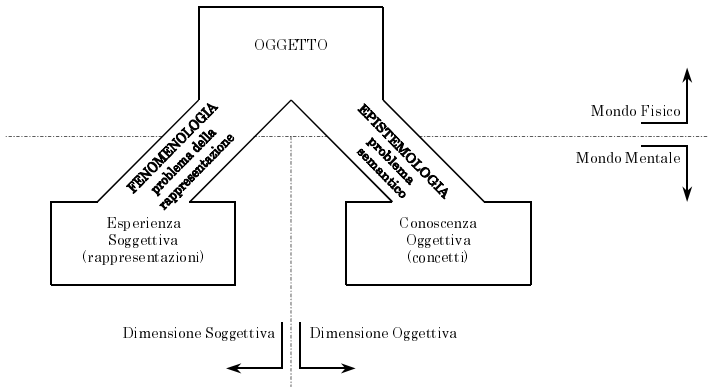 OGGETTO
FENOMENOLOGIA
problema della
rappresentazione
EPISTEMOLOGIA
problema
semantico
Mondo Fisico
Mondo Mentale
Esperienza
Soggettiva
(rappresentazioni)
Conoscenza
Oggettiva
(concetti)
Dimensione Soggettiva
Dimensione Oggettiva